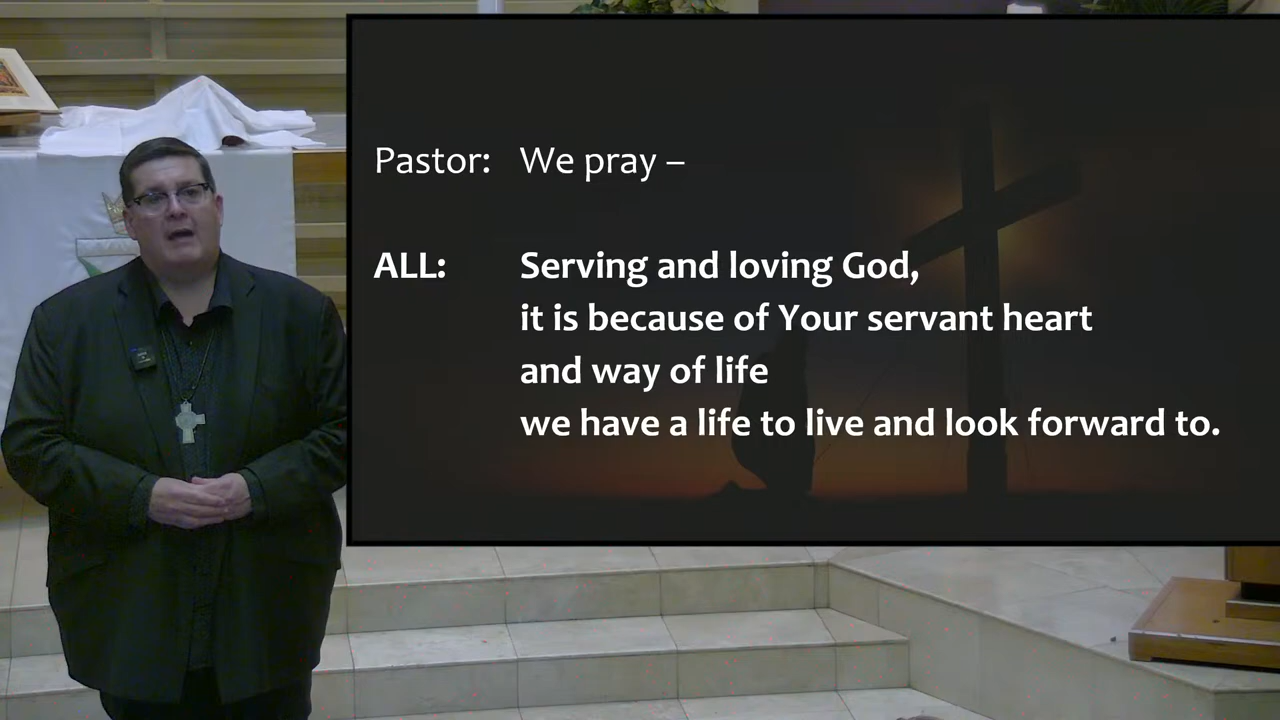 Pastor: We pray –
ALL: Serving and loving God,
it is because of Your servant heart
and way of life
we have a life to live and look forward to.